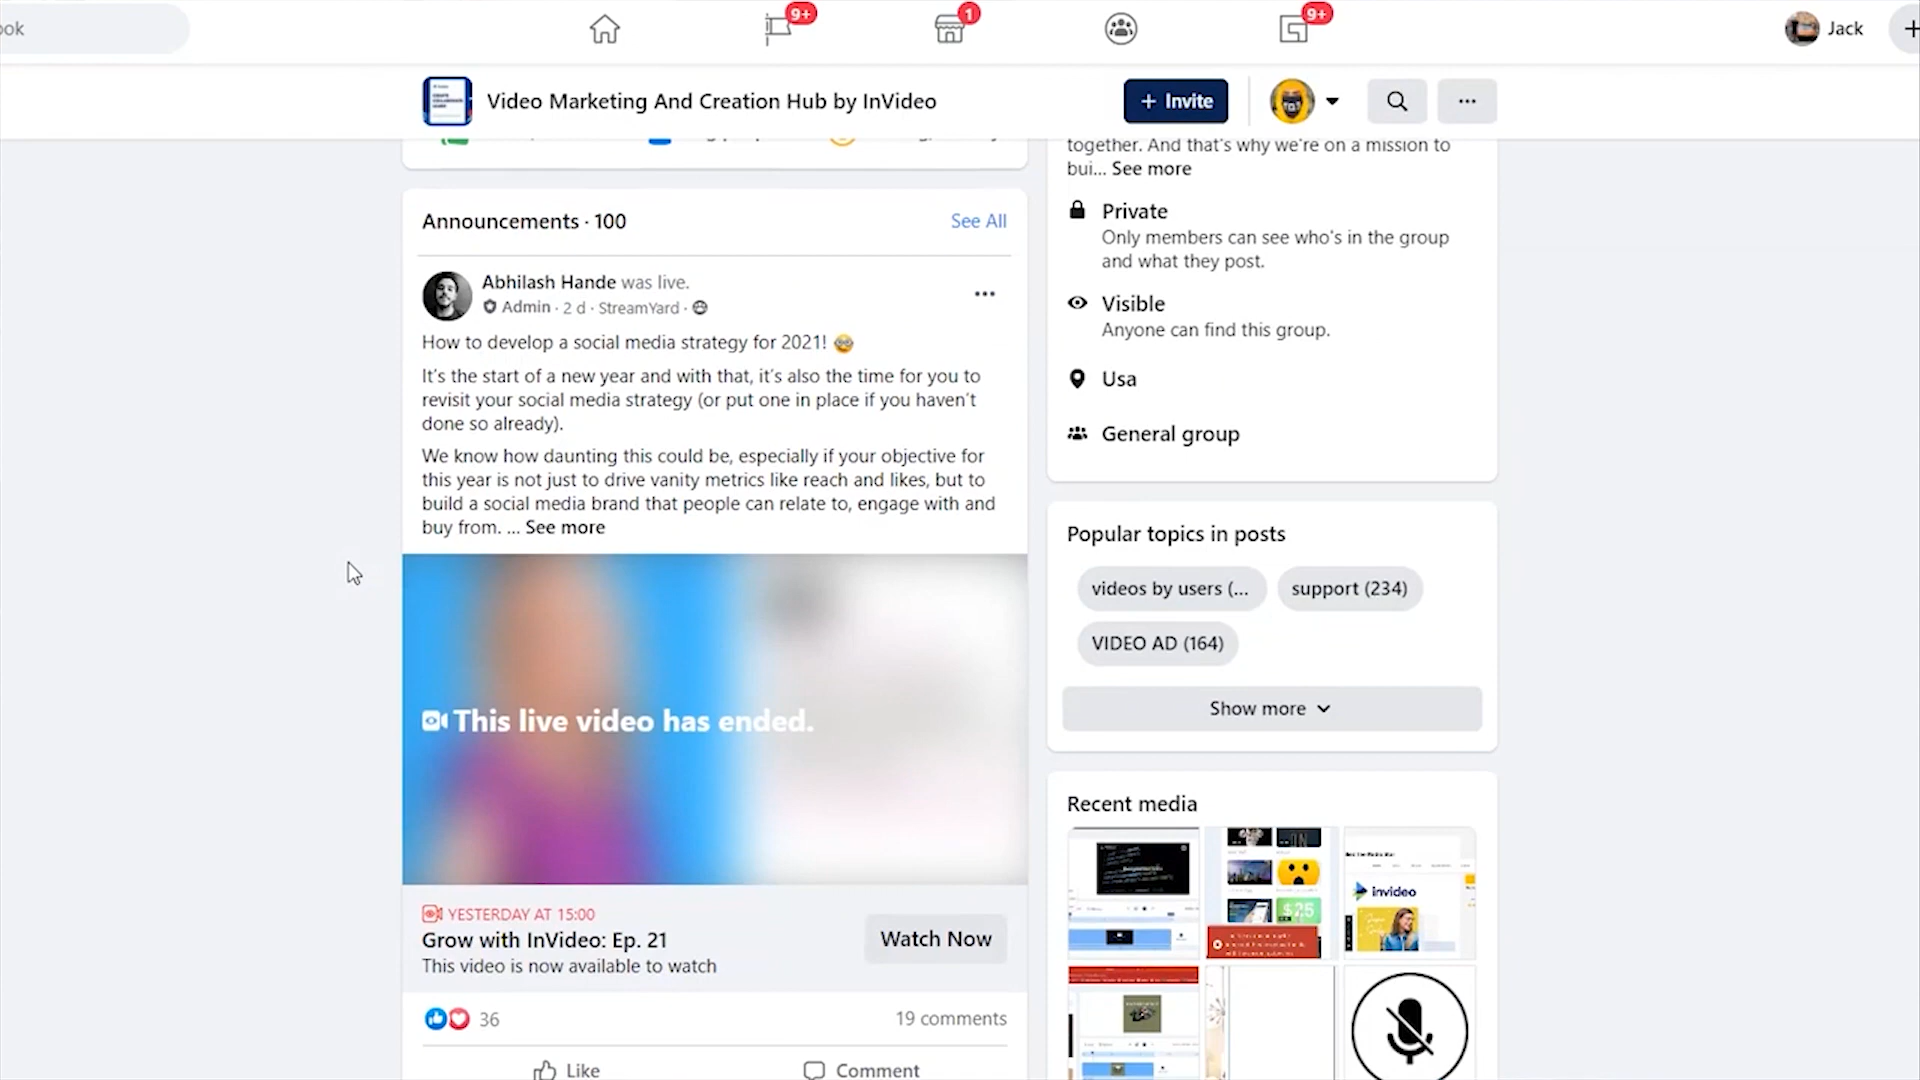 ook
9+
1
9+
Jack
Video Marketing And Creation Hub by InVideo
+ Invite
together. And that's why we're on a mission to
bui... See more
Announcements · 100
See All
Private
Only members can see who's in the group
and what they post.
Abhilash Hande was live.
Admin · 2 d · StreamYard ·
Visible
Anyone can find this group.
How to develop a social media strategy for 2021!
It's the start of a new year and with that, it's also the time for you to
revisit your social media strategy (or put one in place if you haven't
done so already).
Usa
General group
We know how daunting this could be, especially if your objective for
this year is not just to drive vanity metrics like reach and likes, but to
build a social media brand that people can relate to, engage with and
buy from. ... See more
Popular topics in posts
videos by users (...
support (234)
VIDEO AD (164)
Show more
This live video has ended.
Recent media
invideo
$25
YESTERDAY AT 15:00
Grow with InVideo: Ep. 21
This video is now available to watch
Watch Now
36
19 comments
Like
Comment